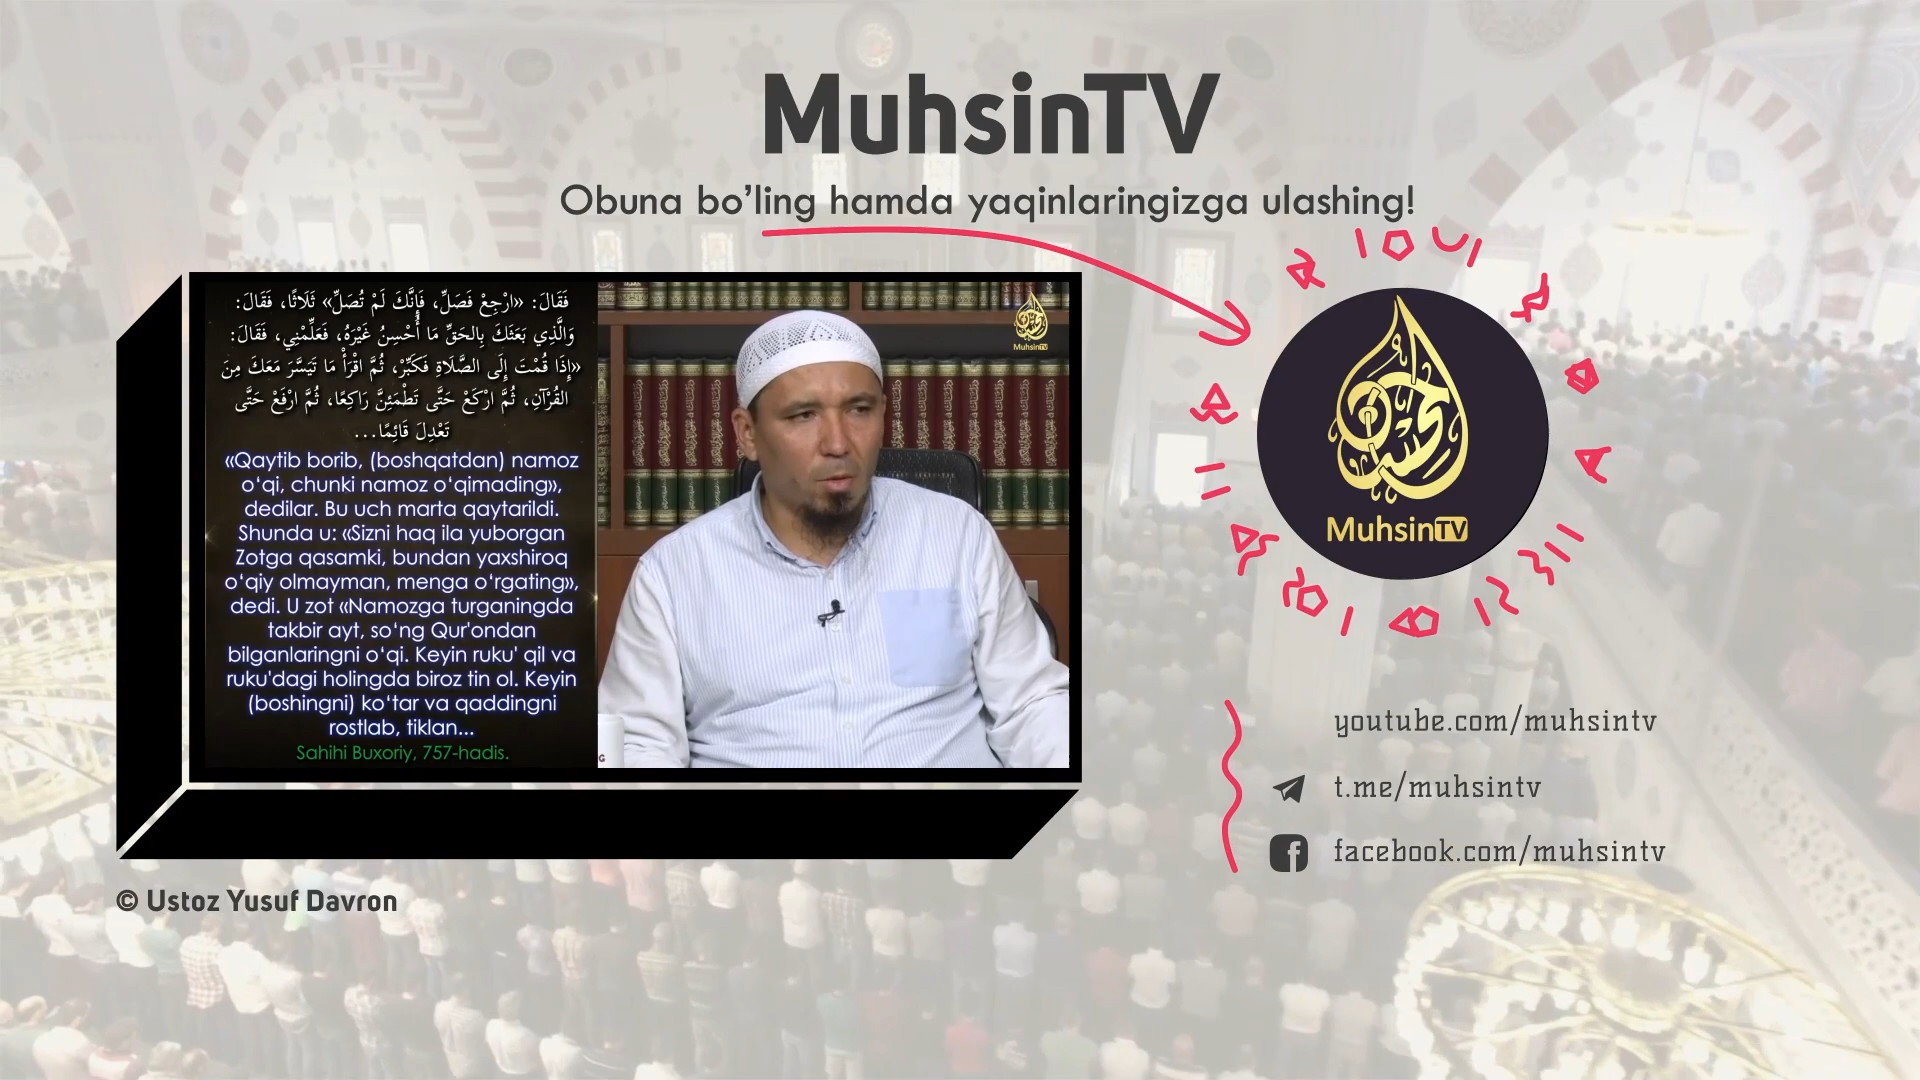 MuhsinTV
Obuna bo'ling hamda yaqinlaringizga ulashing!
فَقَالَ: «ارْجِعْ فَصَلِّ، فَإِنَّكَ لَمْ تُصَلِّ» ثَلَاثًا، فَقَالَ:
وَالَّذِي بَعَثَكَ بِالحَقِّ مَا أُحْسِنُ غَيْرَهُ، فَعَلِّمْنِي، فَقَالَ:
«إِذَا قُمْتَ إِلَى الصَّلَاةِ فَكَبِّرْ، ثُمَّ اقْرَأْ مَا تَيَسَّرَ مَعَكَ مِنَ
القُرْآنِ، ثُمَّ ارْكَعْ حَتَّى تَطْمَئِنَّ رَاكِعًا، ثُمَّ ارْفَعْ حَتَّى
تَعْدِلَ قَائِمًا...
«Qaytib borib, (boshqatdan) namoz
o‘qi, chunki namoz o‘qimading»,
dedilar. Bu uch marta qaytarildi.
Shunda u: «Sizni haq ila yuborgan
Zotga qasamki, bundan yaxshiroq
o‘qiy olmayman, menga o‘rgating»,
dedi. U zot «Namozga turganingda
takbir ayt, so‘ng Qur'ondan
bilganlaringni o‘qi. Keyin ruku' qil va
ruku'dagi holingda biroz tin ol. Keyin
(boshingni) ko‘tar va qaddingni
rostlab, tiklan...
Sahihi Buxoriy, 757-hadis.
MuhsinTV
المحسن
MuhsinTV
youtube.com/muhsintv
t.me/muhsintv
facebook.com/muhsintv
© Ustoz Yusuf Davron